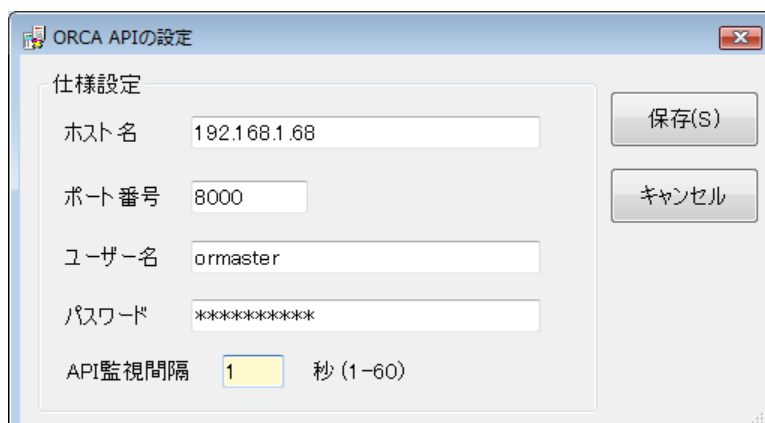 ORCA APIの設定
仕様設定
ホスト名 192.168.1.68
保存(S)
ポート番号 8000
キャンセル
ユーザー名 ormaster
パスワード **********
API監視間隔 1 秒(1-60)